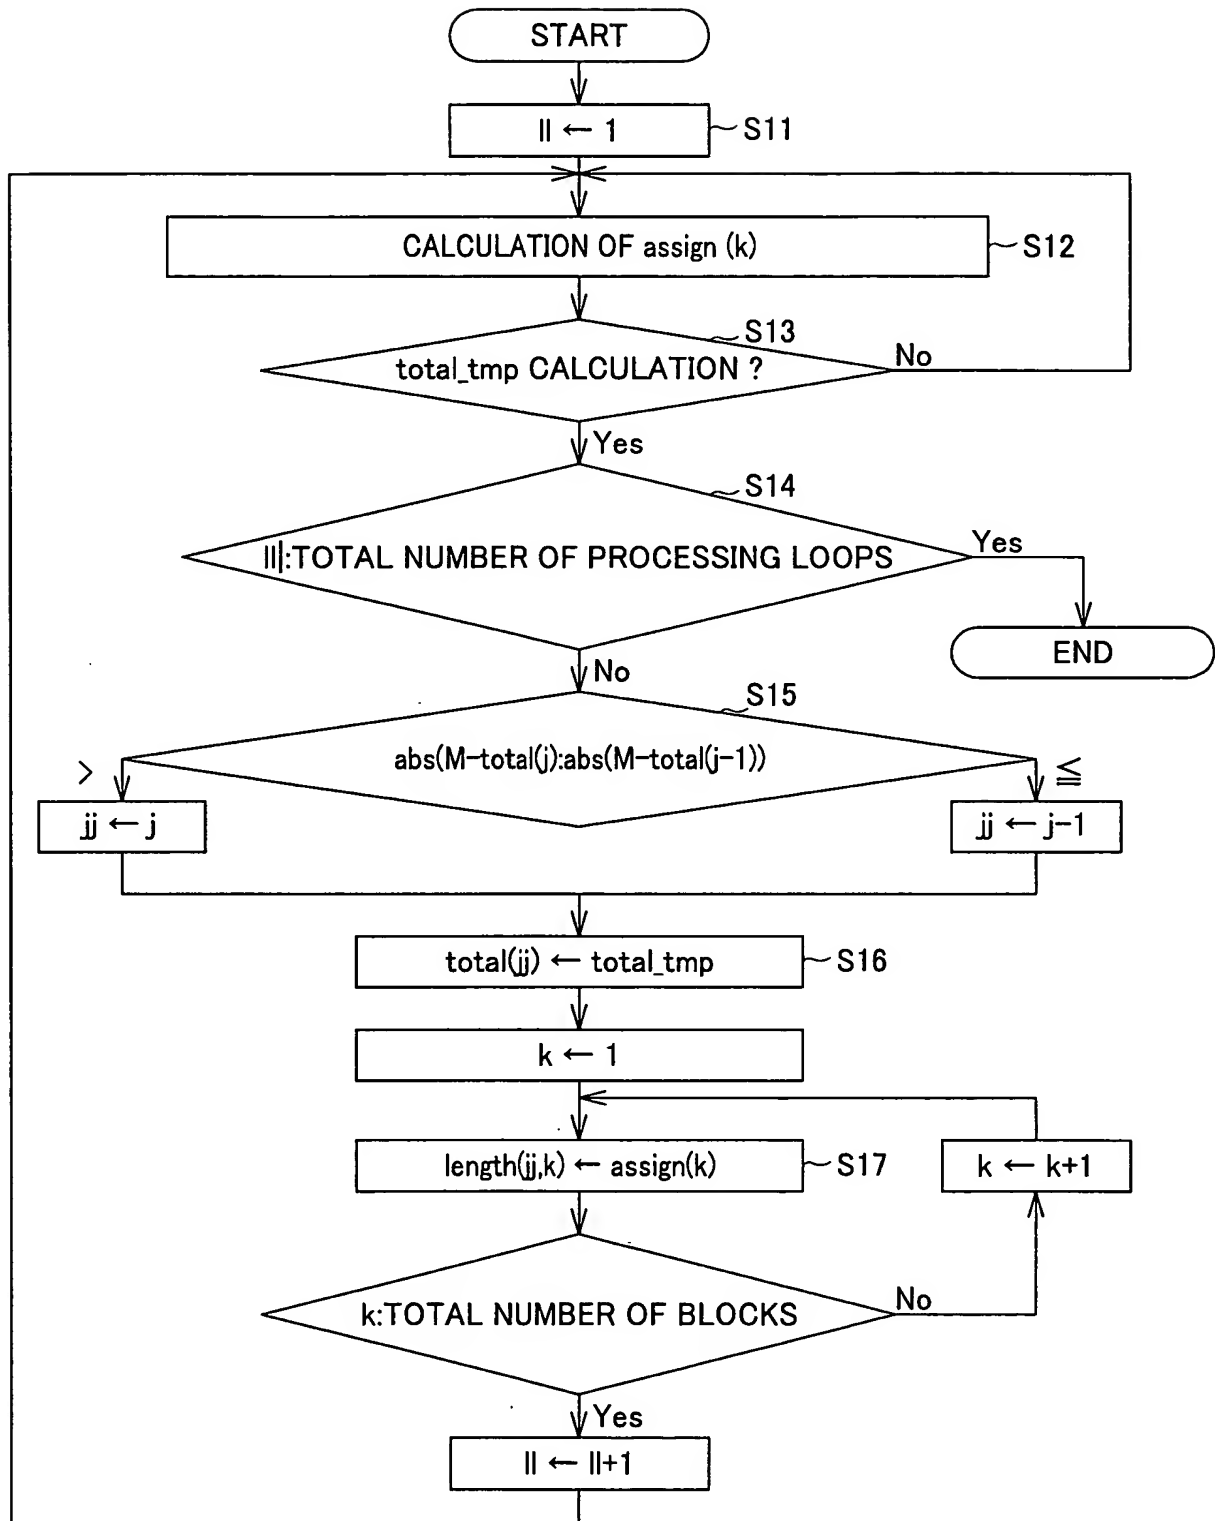 START
ll ← 1
S11
CALCULATION OF assign (k)
S12
S13
total_tmp CALCULATION ?
No
Yes
S14
ll|:TOTAL NUMBER OF PROCESSING LOOPS
Yes
END
No
S15
abs(M-total(j):abs(M-total(j-1))
>
≦
jj ← j
jj ← j-1
total(jj) ← total_tmp
S16
k ← 1
length(jj,k) ← assign(k)
S17
k ← k+1
k:TOTAL NUMBER OF BLOCKS
No
Yes
ll ← ll+1